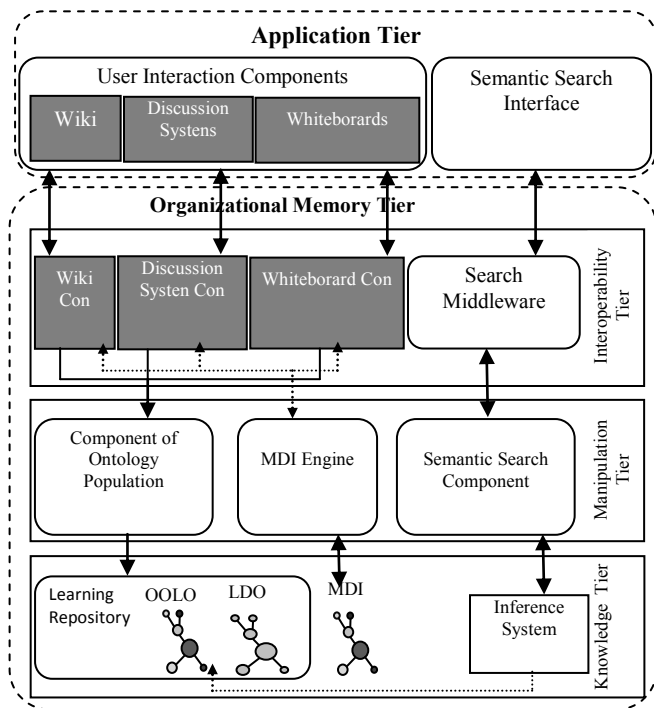 Application Tier
User Interaction Components
Wiki
Discussion
Systens
Whiteborards
Semantic Search
Interface
Organizational Memory Tier
Wiki
Con
Discussion
Systen Con
Whiteborard Con
Search
Middleware
Interoperability
Tier
Component of
Ontology
Population
MDI Engine
Semantic Search
Component
Manipulation
Tier
Learning
Repository
OOLO
LDO
MDI
Inference
System
Knowledge Tier